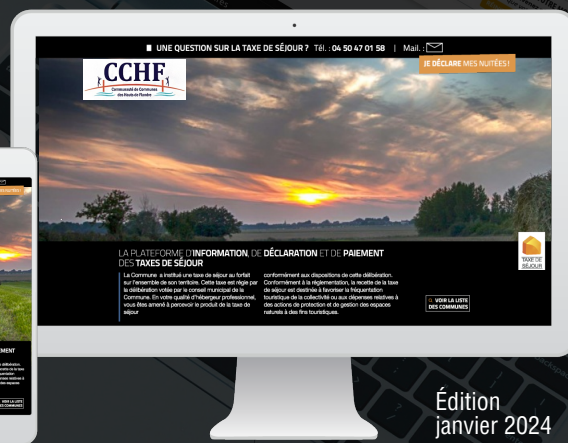 UNE QUESTION SUR LA TAXE DE SÉJOUR ? Tél. : 04 50 47 01 58 | Mail. :
JE DÉCLARE MES NUITÉES !
CCHF
Communauté de Communes
des Hauts de Flandre
LA PLATEFORME D'INFORMATION, DE DÉCLARATION ET DE PAIEMENT
DES TAXES DE SÉJOUR
La Commune a institué une taxe de séjour au forfait
sur l'ensemble de son territoire. Cette taxe est régie par
la délibération votée par le conseil municipal de la
Commune. En votre qualité d'hébergeur professionnel,
vous êtes amené à percevoir le produit de la taxe de
séjour
conformément aux dispositions de cette délibération.
Conformément à la réglementation, la recette de la taxe
de séjour est destinée à favoriser la fréquentation
touristique de la collectivité ou aux dépenses relatives à
des actions de protection et de gestion des espaces
naturels à des fins touristiques.
TAXE DE
SÉJOUR
VOIR LA LISTE
DES COMMUNES
Édition
janvier 2024